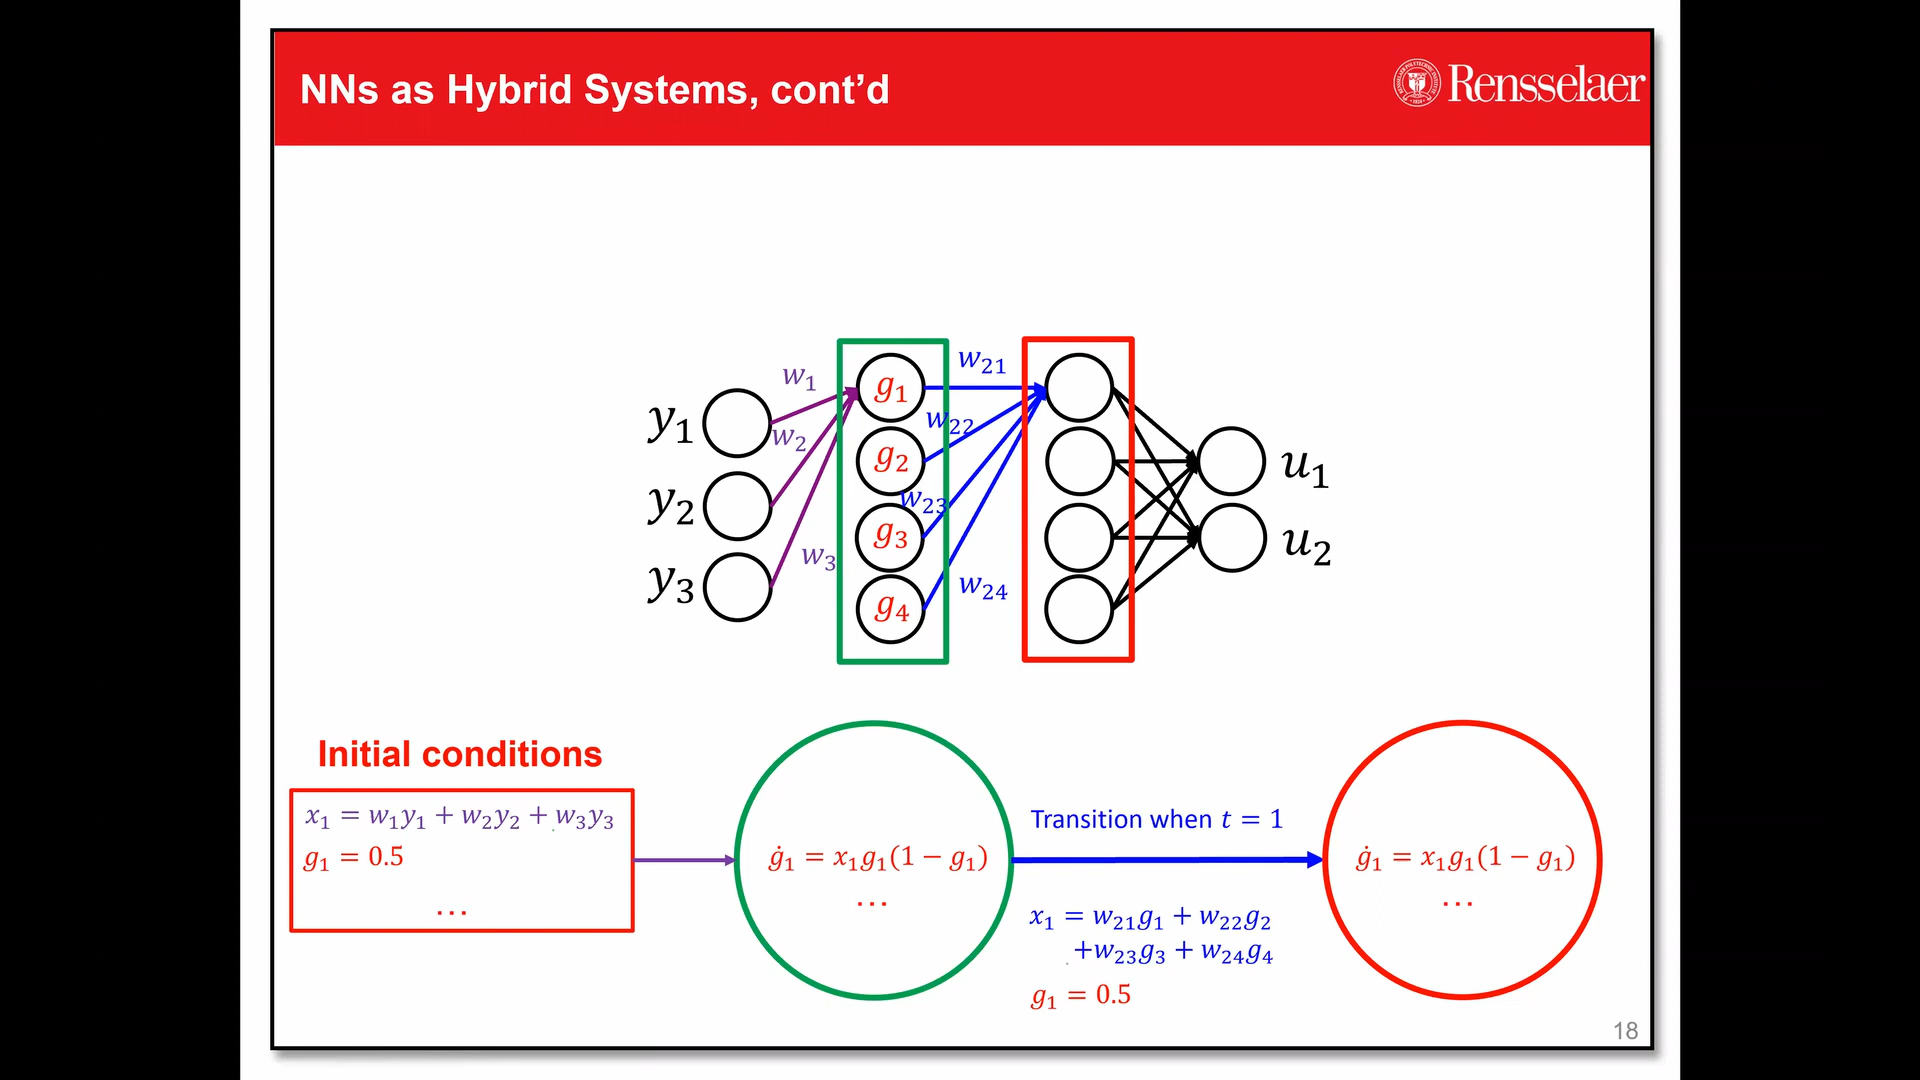 NNs as Hybrid Systems, cont’d
Rensselaer
w₁
w₂
w₃
y₁
y₂
y₃
g₁
g₂
g₃
g₄
w₂₁
w₂₂
w₂₃
w₂₄
u₁
u₂
Initial conditions
x₁ = w₁y₁ + w₂y₂ + w₃y₃
g₁ = 0.5
...
ġ₁ = x₁g₁(1 − g₁)
...
Transition when t = 1
x₁ = w₂₁g₁ + w₂₂g₂
+w₂₃g₃ + w₂₄g₄
g₁ = 0.5
ġ₁ = x₁g₁(1 − g₁)
...
18